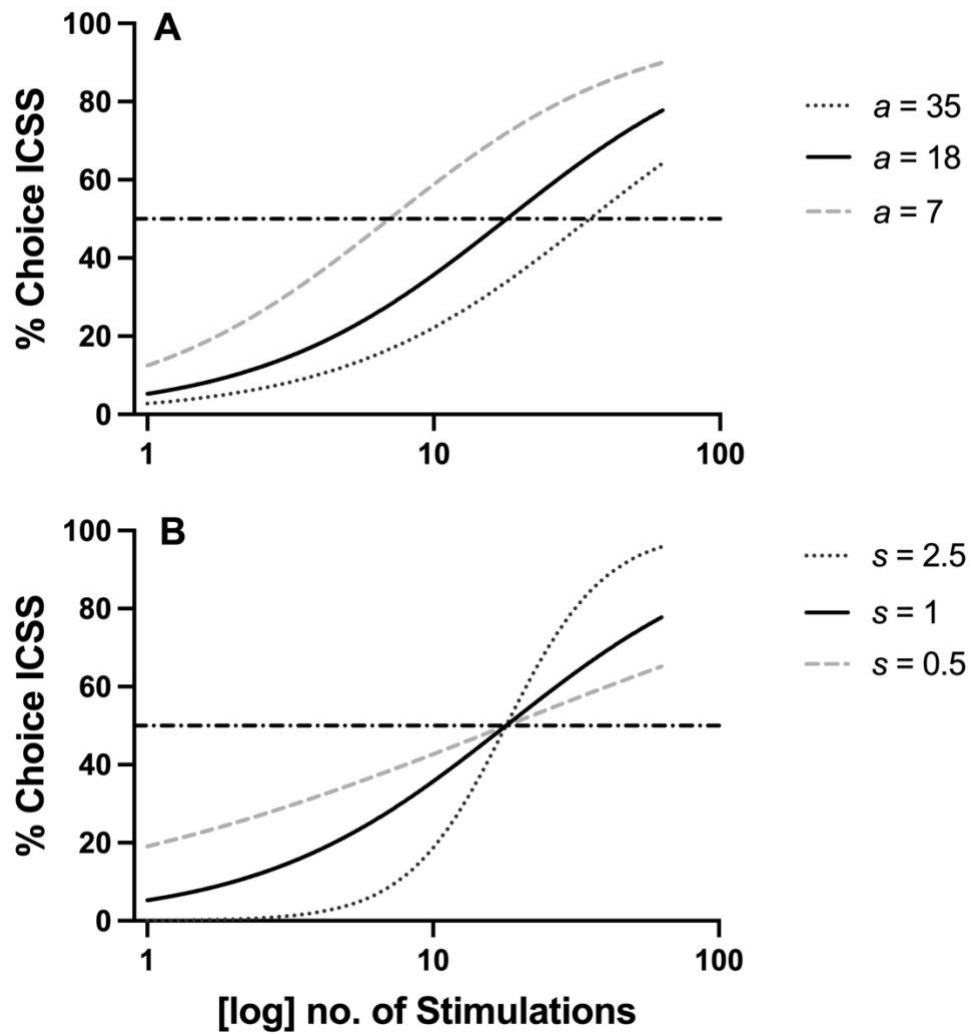 A
% Choice ICSS
100
80
60
40
20
0
1
10
100
a = 35
a = 18
a = 7
B
% Choice ICSS
100
80
60
40
20
0
1
10
100
s = 2.5
s = 1
s = 0.5
[log] no. of Stimulations